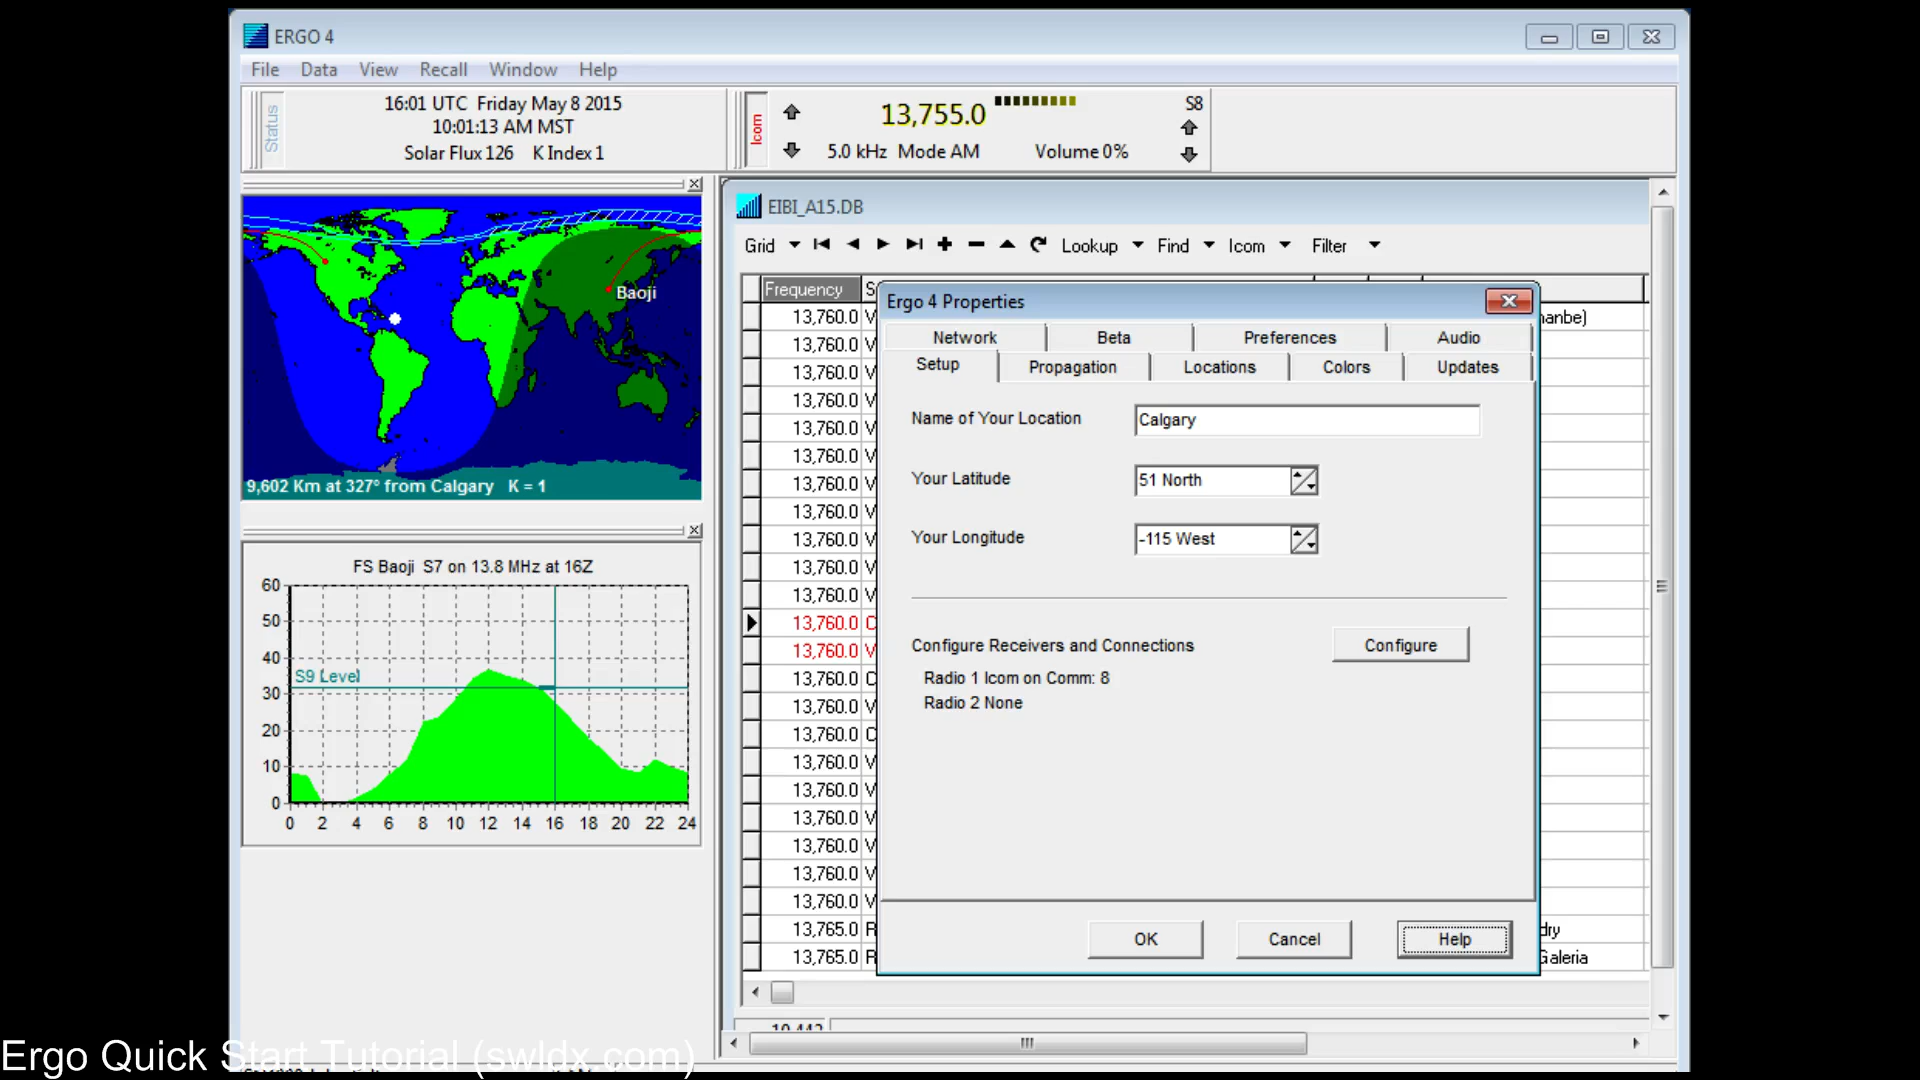 ERGO 4
File Data View Recall Window Help
Status
16:01 UTC Friday May 8 2015
10:01:13 AM MST
Solar Flux 126 K Index 1
Icom
13,755.0
S8
5.0 kHz Mode AM Volume 0%
Baoji
9,602 Km at 327° from Calgary K = 1
FS Baoji S7 on 13.8 MHz at 16Z
60
50
40
S9 Level
30
20
10
0
0 2 4 6 8 10 12 14 16 18 20 22 24
EIBI_A15.DB
Grid Lookup Find Icom Filter
Frequency S
13,760.0 V
13,760.0 V
13,760.0 V
13,760.0 V
13,760.0 V
13,760.0 V
13,760.0 V
13,760.0 V
13,760.0 V
13,760.0 V
13,760.0 V
13,760.0 C
13,760.0 V
13,760.0 C
13,760.0 V
13,760.0 C
13,760.0 V
13,760.0 V
13,760.0 V
13,760.0 V
13,760.0 V
13,760.0 V
13,765.0 R
13,765.0 R
hanbe)
dry
Galeria
10,442
Ergo 4 Properties
Network Beta Preferences Audio
Setup Propagation Locations Colors Updates
Name of Your Location Calgary
Your Latitude 51 North
Your Longitude -115 West
Configure Receivers and Connections Configure
Radio 1 Icom on Comm: 8
Radio 2 None
OK Cancel Help
Ergo Quick Start Tutorial (swldx.com)